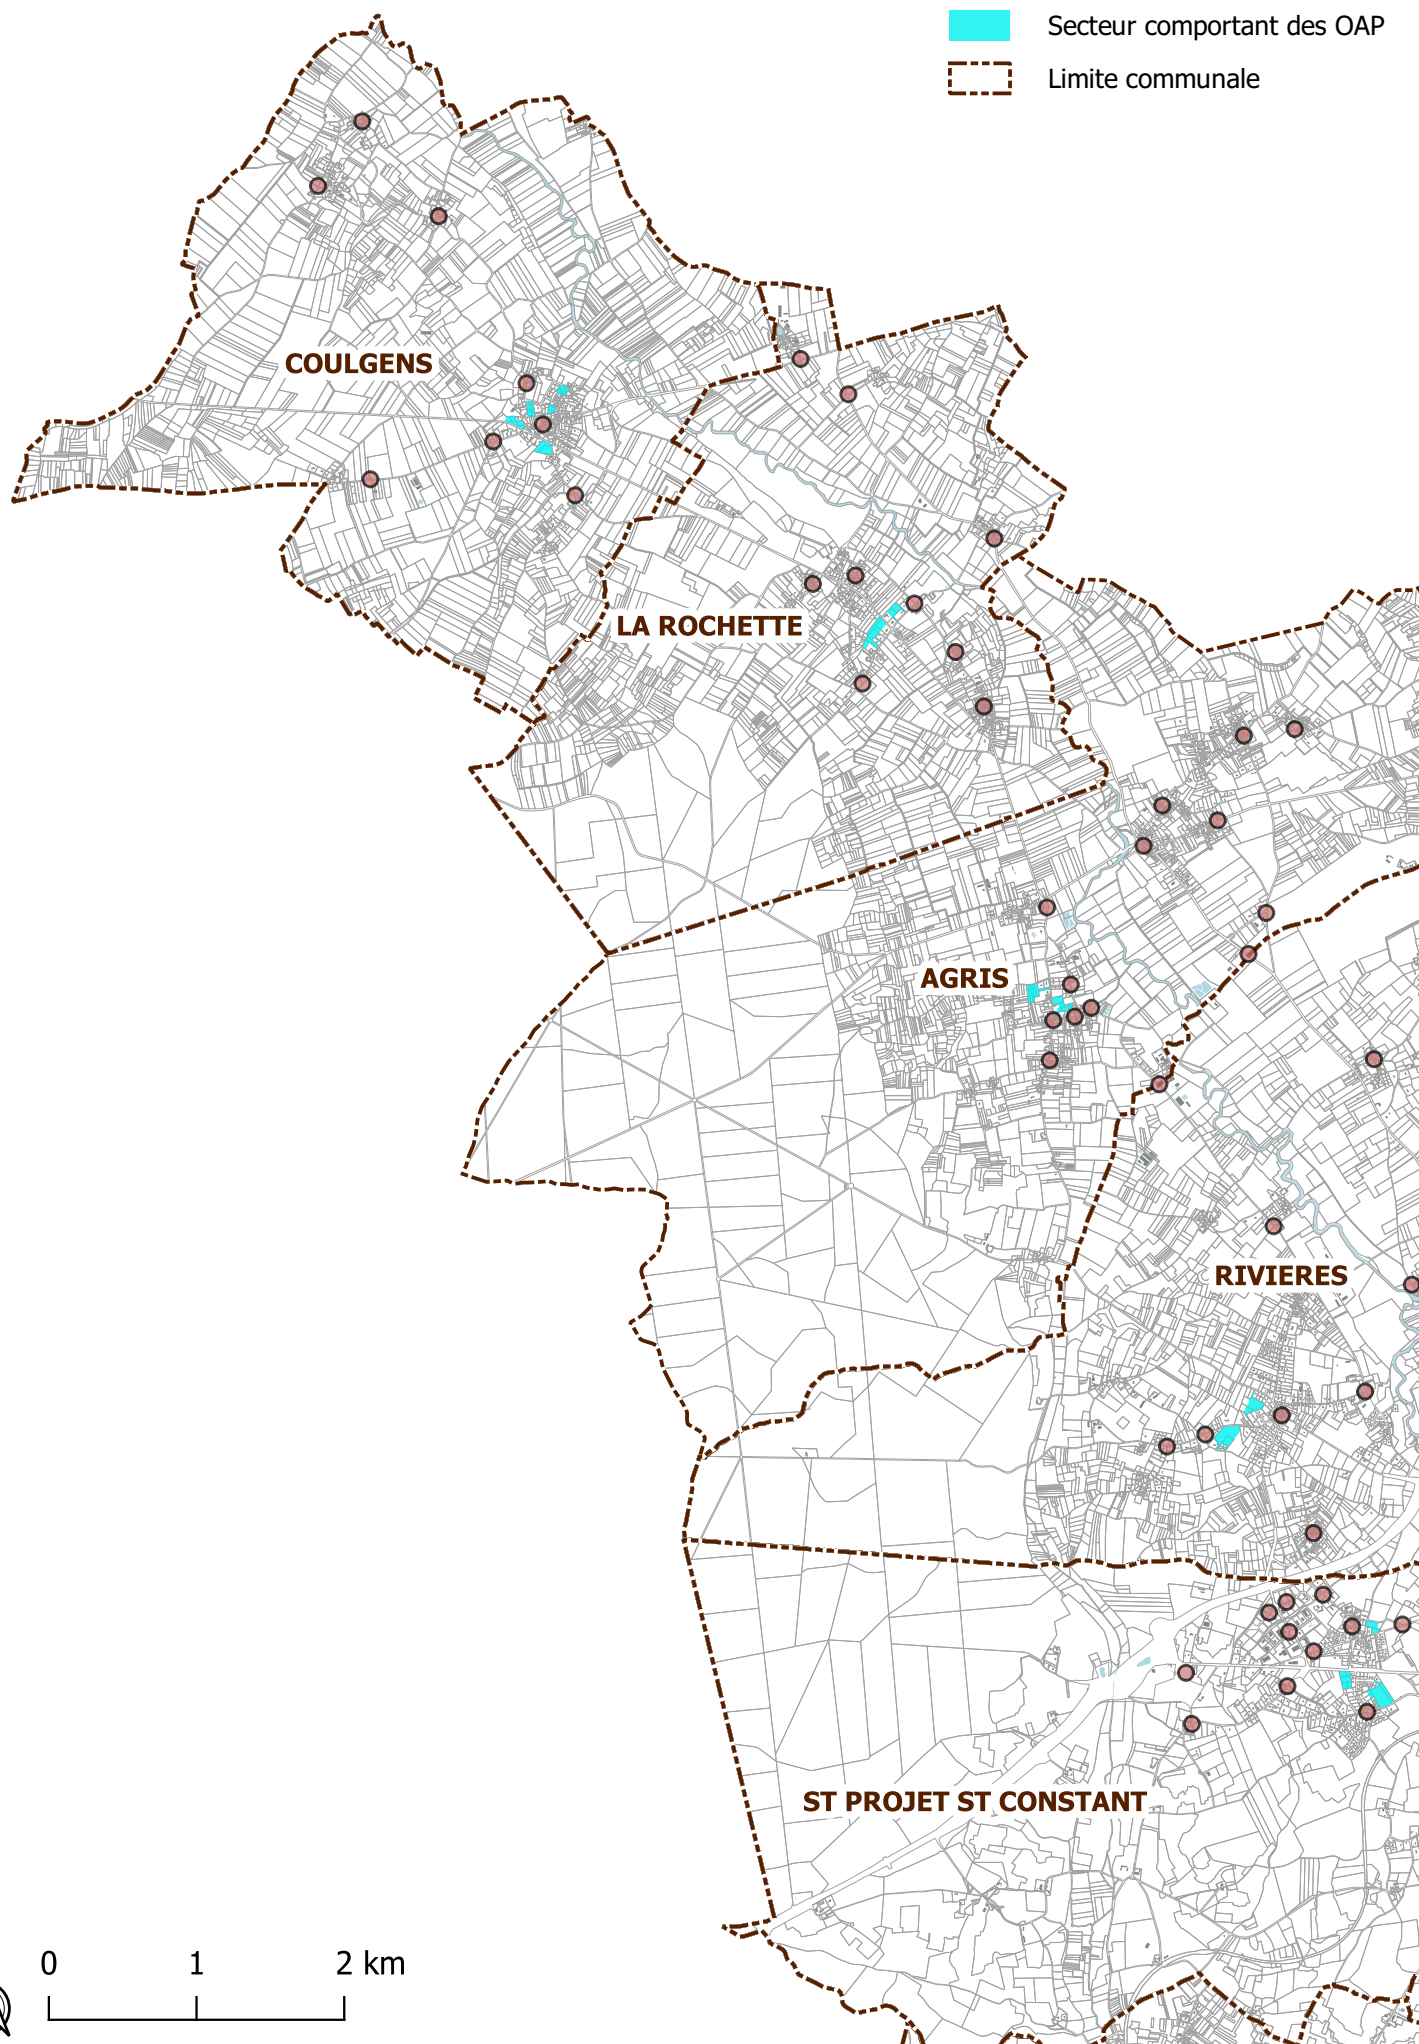 Secteur comportant des OAP
Limite communale
COULGENS
LA ROCHETTE
AGRIS
RIVIERES
ST PROJET ST CONSTANT
0 1 2 km